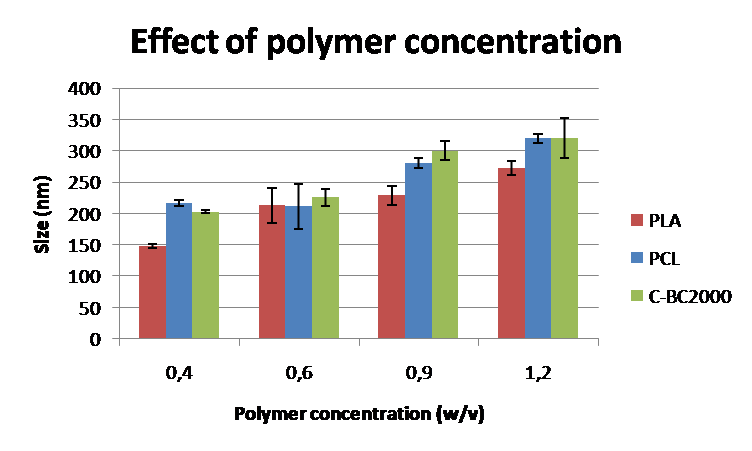 Effect of polymer concentration
400
350
300
250
200
150
100
50
0
Size (nm)
0,4
0,6
0,9
1,2
Polymer concentration (w/v)
PLA
PCL
C-BC2000